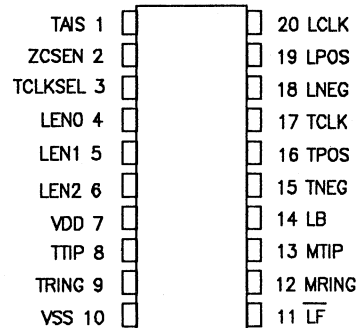 TAIS 1
ZCSEN 2
TCLKSEL 3
LEN0 4
LEN1 5
LEN2 6
VDD 7
TTIP 8
TRING 9
VSS 10
20 LCLK
19 LPOS
18 LNEG
17 TCLK
16 TPOS
15 TNEG
14 LB
13 MTIP
12 MRING
11 L̅F̅